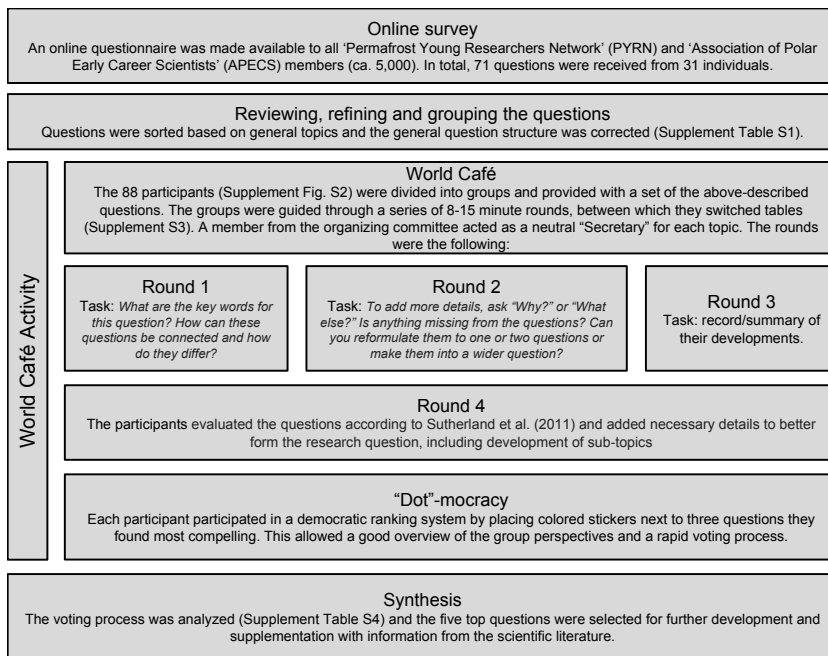 Online survey
An online questionnaire was made available to all ‘Permafrost Young Researchers Network’ (PYRN) and ‘Association of Polar
Early Career Scientists’ (APECS) members (ca. 5,000). In total, 71 questions were received from 31 individuals.
Reviewing, refining and grouping the questions
Questions were sorted based on general topics and the general question structure was corrected (Supplement Table S1).
World Café Activity
World Café
The 88 participants (Supplement Fig. S2) were divided into groups and provided with a set of the above-described
questions. The groups were guided through a series of 8-15 minute rounds, between which they switched tables
(Supplement S3). A member from the organizing committee acted as a neutral “Secretary” for each topic. The rounds
were the following:
Round 1
Task: What are the key words for
this question? How can these
questions be connected and how
do they differ?
Round 2
Task: To add more details, ask “Why?” or “What
else?” Is anything missing from the questions? Can
you reformulate them to one or two questions or
make them into a wider question?
Round 3
Task: record/summary of
their developments.
Round 4
The participants evaluated the questions according to Sutherland et al. (2011) and added necessary details to better
form the research question, including development of sub-topics
“Dot”-mocracy
Each participant participated in a democratic ranking system by placing colored stickers next to three questions they
found most compelling. This allowed a good overview of the group perspectives and a rapid voting process.
Synthesis
The voting process was analyzed (Supplement Table S4) and the five top questions were selected for further development and
supplementation with information from the scientific literature.